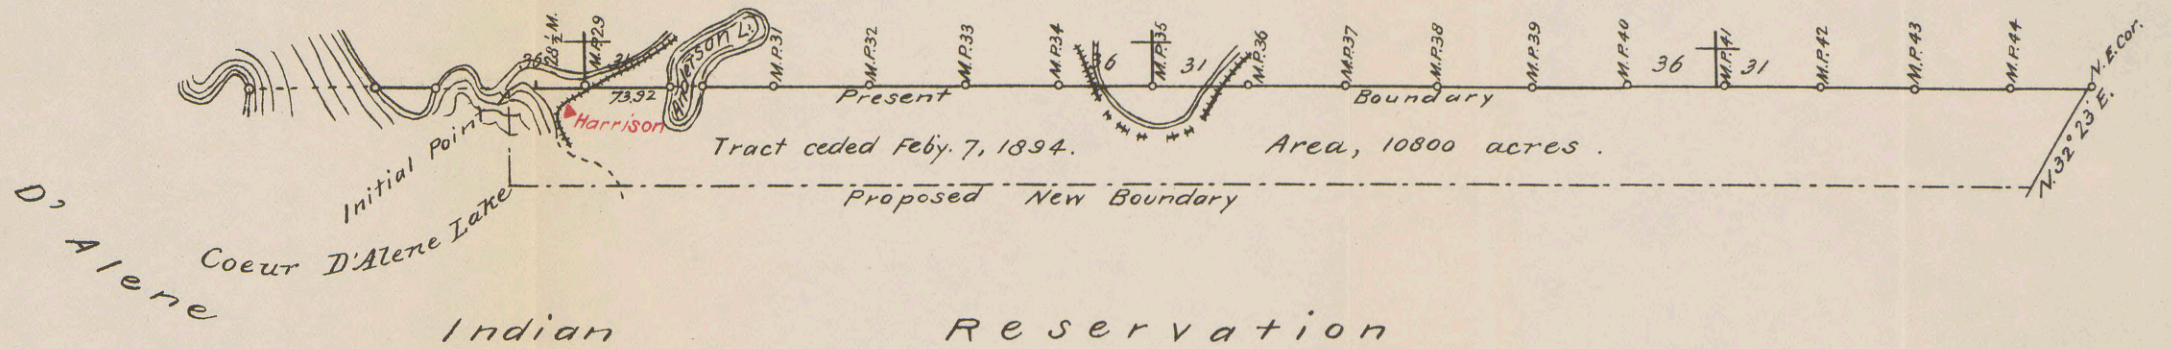 36 28½ M. M.P.29 31 Anderson L. M.P.31 M.P.32 M.P.33 M.P.34 36 M.P.35 31 M.P.36 M.P.37 M.P.38 M.P.39 M.P.40 36 M.P.41 31 M.P.42 M.P.43 M.P.44 N.E.Cor.
73.92 Present Boundary
Harrison
Initial Point
Tract ceded Feby. 7, 1894. Area, 10800 acres.
N. 32° 23' E.
Proposed New Boundary
Coeur D'Alene Lake
D'Alene Indian Reservation